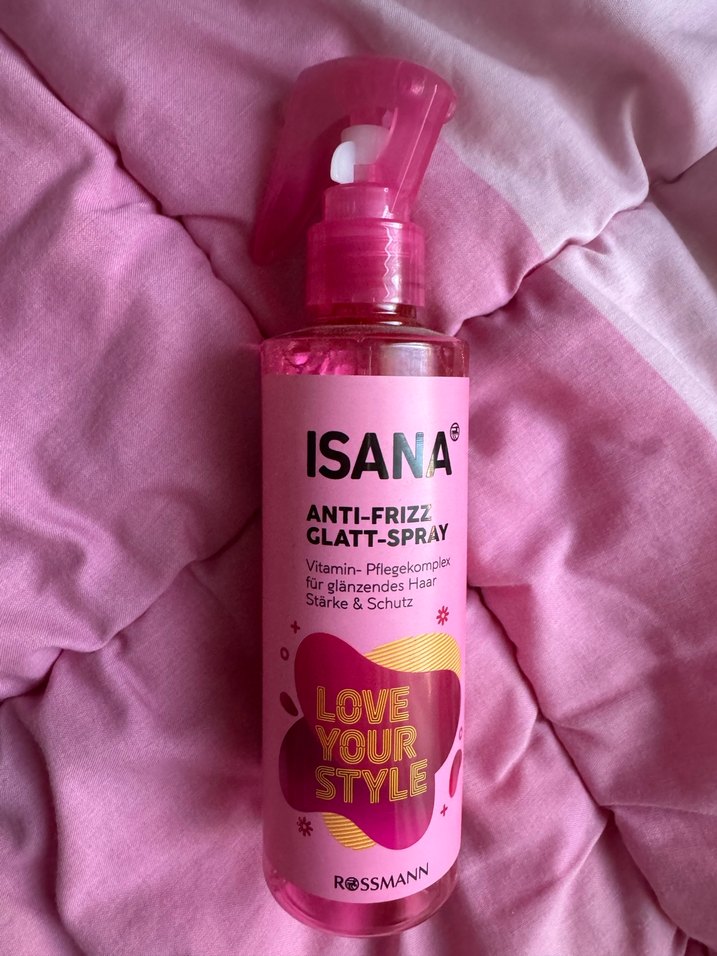 ISANA
ANTI-FRIZZ
GLATT-SPRAY
Vitamin- Pflegekomplex
für glänzendes Haar
Stärke & Schutz
LOVE
YOUR
STYLE
ROSSMANN